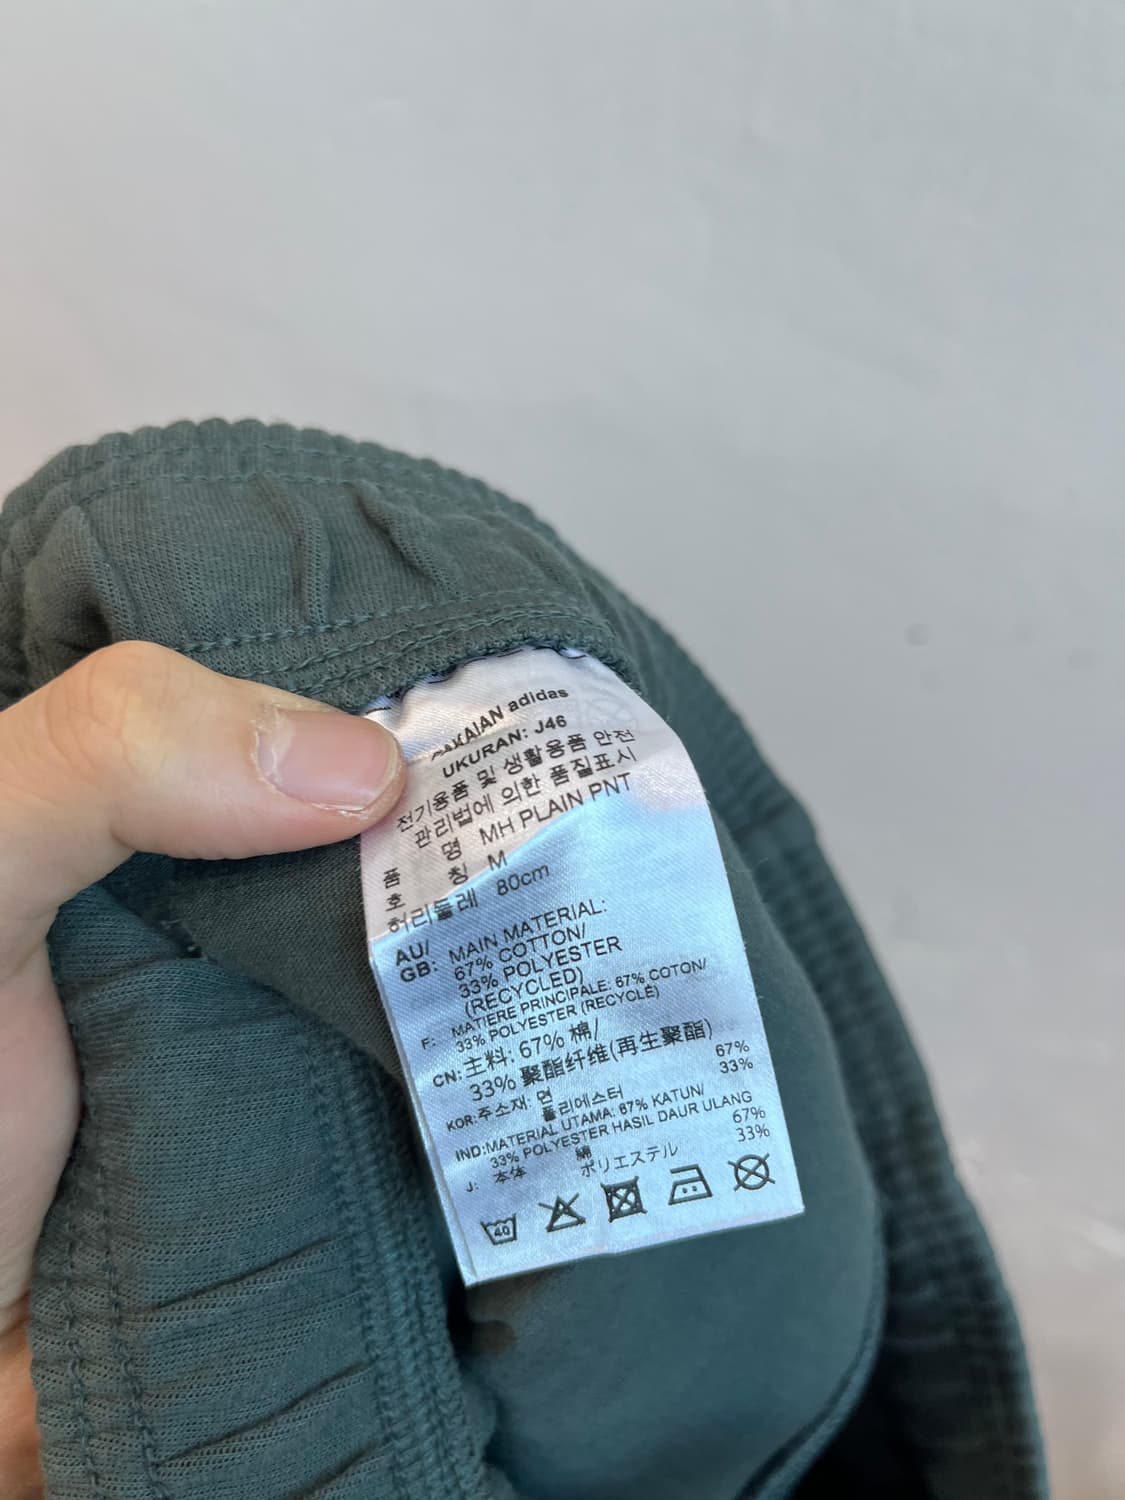 PAKAIAN adidas
UKURAN: J46
전기용품 및 생활용품 안전
관리법에 의한 품질표시
품 명 MH PLAIN PNT
호 칭 M
허리둘레 80cm
AU/
GB: MAIN MATERIAL:
67% COTTON/
33% POLYESTER
(RECYCLED)
F: MATIERE PRINCIPALE: 67% COTON/
33% POLYESTER (RECYCLÉ)
CN: 主料: 67% 棉/
33% 聚酯纤维(再生聚酯)
KOR: 주소재: 면 67%
폴리에스터 33%
IND: MATERIAL UTAMA: 67% KATUN/
33% POLYESTER HASIL DAUR ULANG
J: 本体 綿 67%
ポリエステル 33%
40